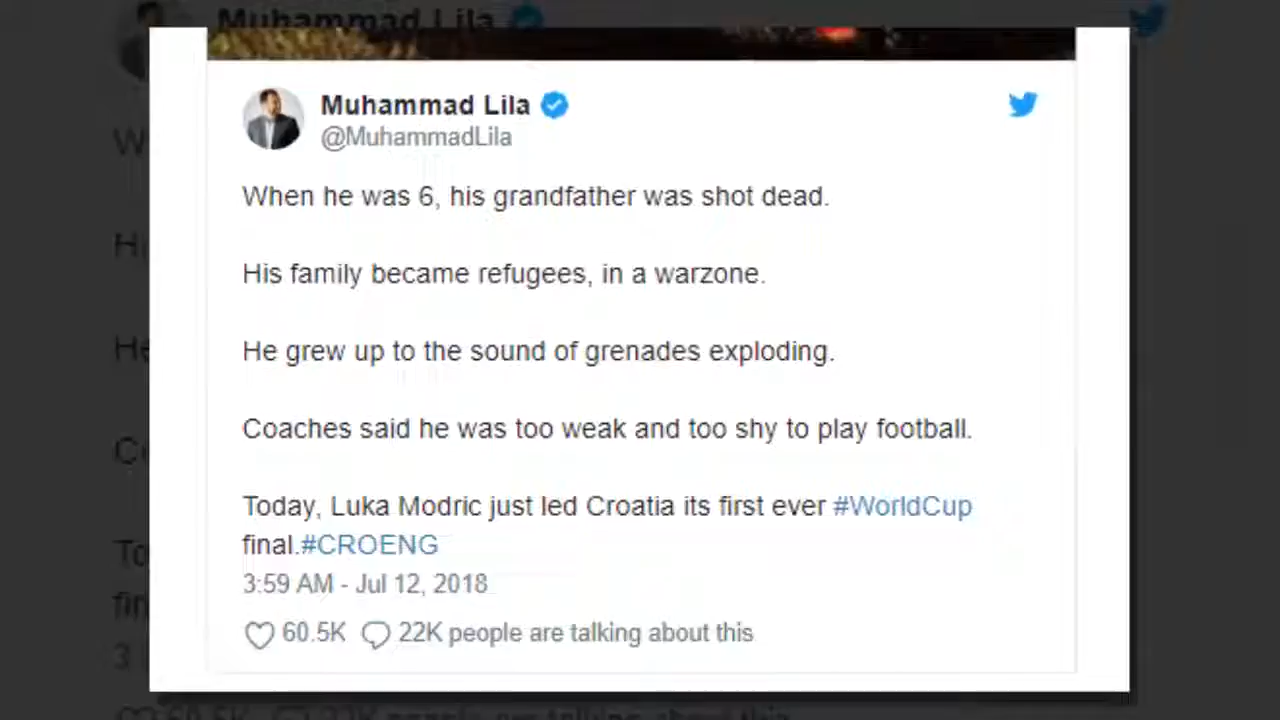 Muhammad Lila
Muhammad Lila
@MuhammadLila
When he was 6, his grandfather was shot dead.
His family became refugees, in a warzone.
He grew up to the sound of grenades exploding.
Coaches said he was too weak and too shy to play football.
Today, Luka Modric just led Croatia its first ever #WorldCup
final.#CROENG
3:59 AM - Jul 12, 2018
60.5K 22K people are talking about this